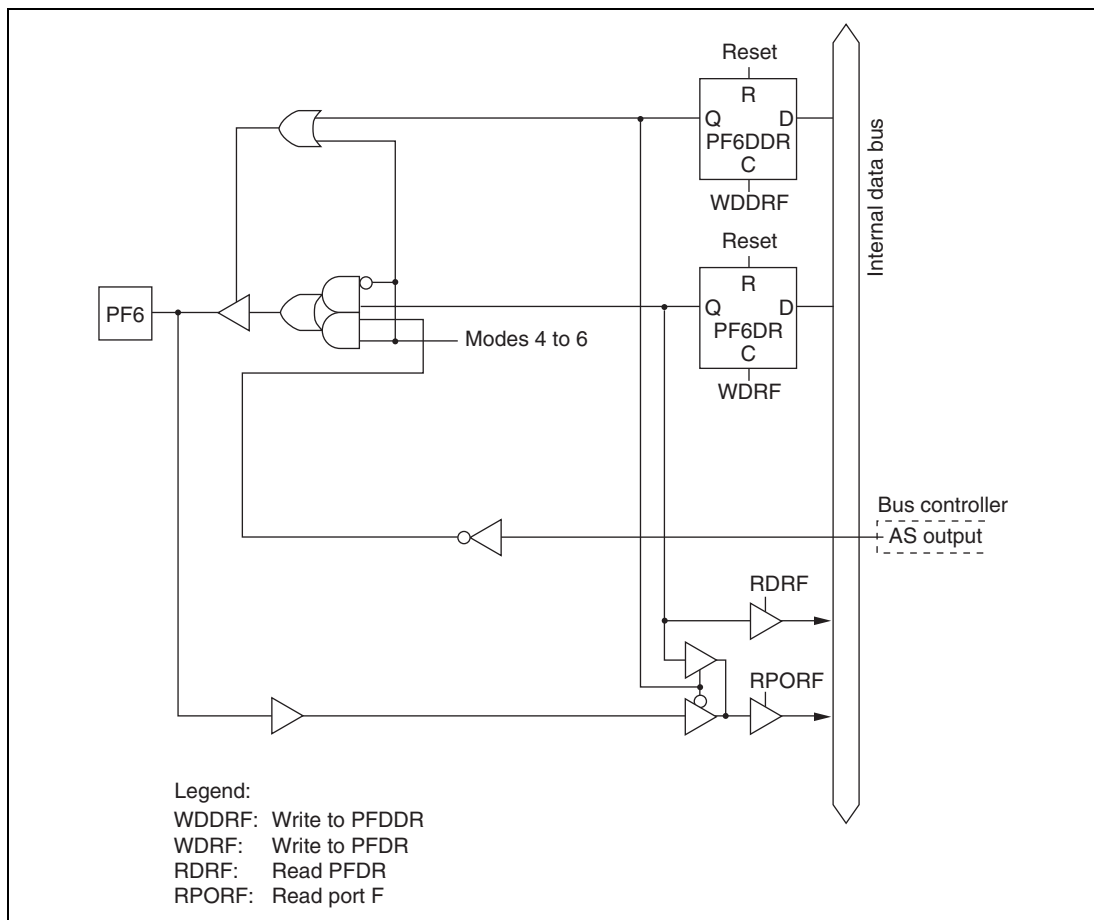 Reset
R
Q D
PF6DDR
C
WDDRF
Reset
R
Q D
PF6DR
C
WDRF
Internal data bus
PF6
Modes 4 to 6
Bus controller
AS output
RDRF
RPORF
Legend:
WDDRF: Write to PFDDR
WDRF: Write to PFDR
RDRF: Read PFDR
RPORF: Read port F